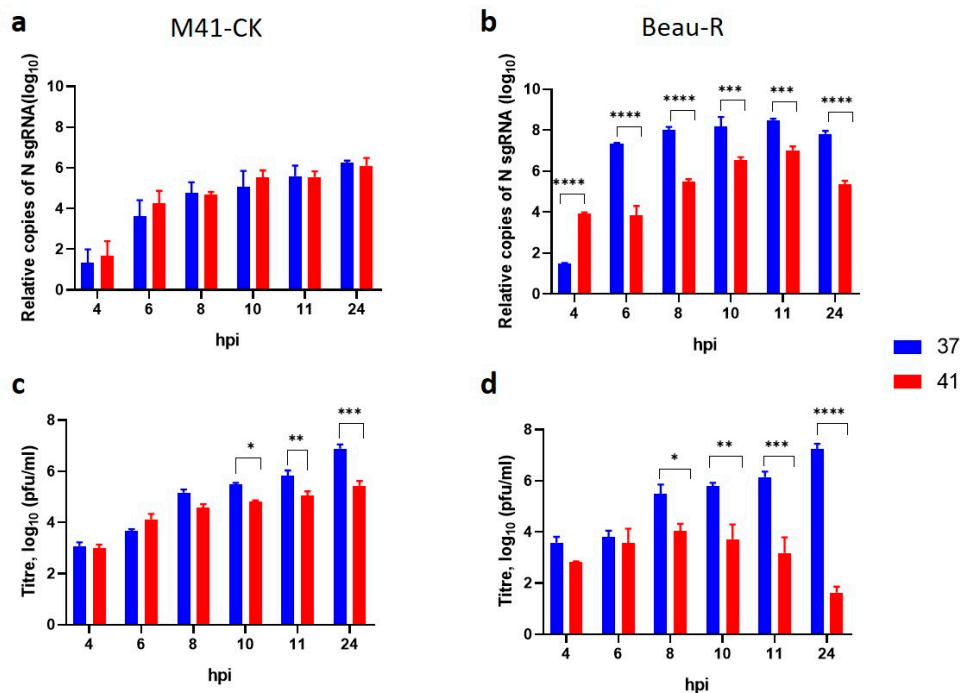 a
M41-CK
Relative copies of N sgRNA(log10)
10
8
6
4
2
0
4 6 8 10 11 24
hpi
b
Beau-R
Relative copies of N sgRNA (log10)
10
8
6
4
2
0
**** **** **** *** *** ****
4 6 8 10 11 24
hpi
37
41
c
Titre, log10 (pfu/ml)
8
6
4
2
0
* ** ***
4 6 8 10 11 24
hpi
d
Titre, log10 (pfu/ml)
8
6
4
2
0
* ** *** ****
4 6 8 10 11 24
hpi